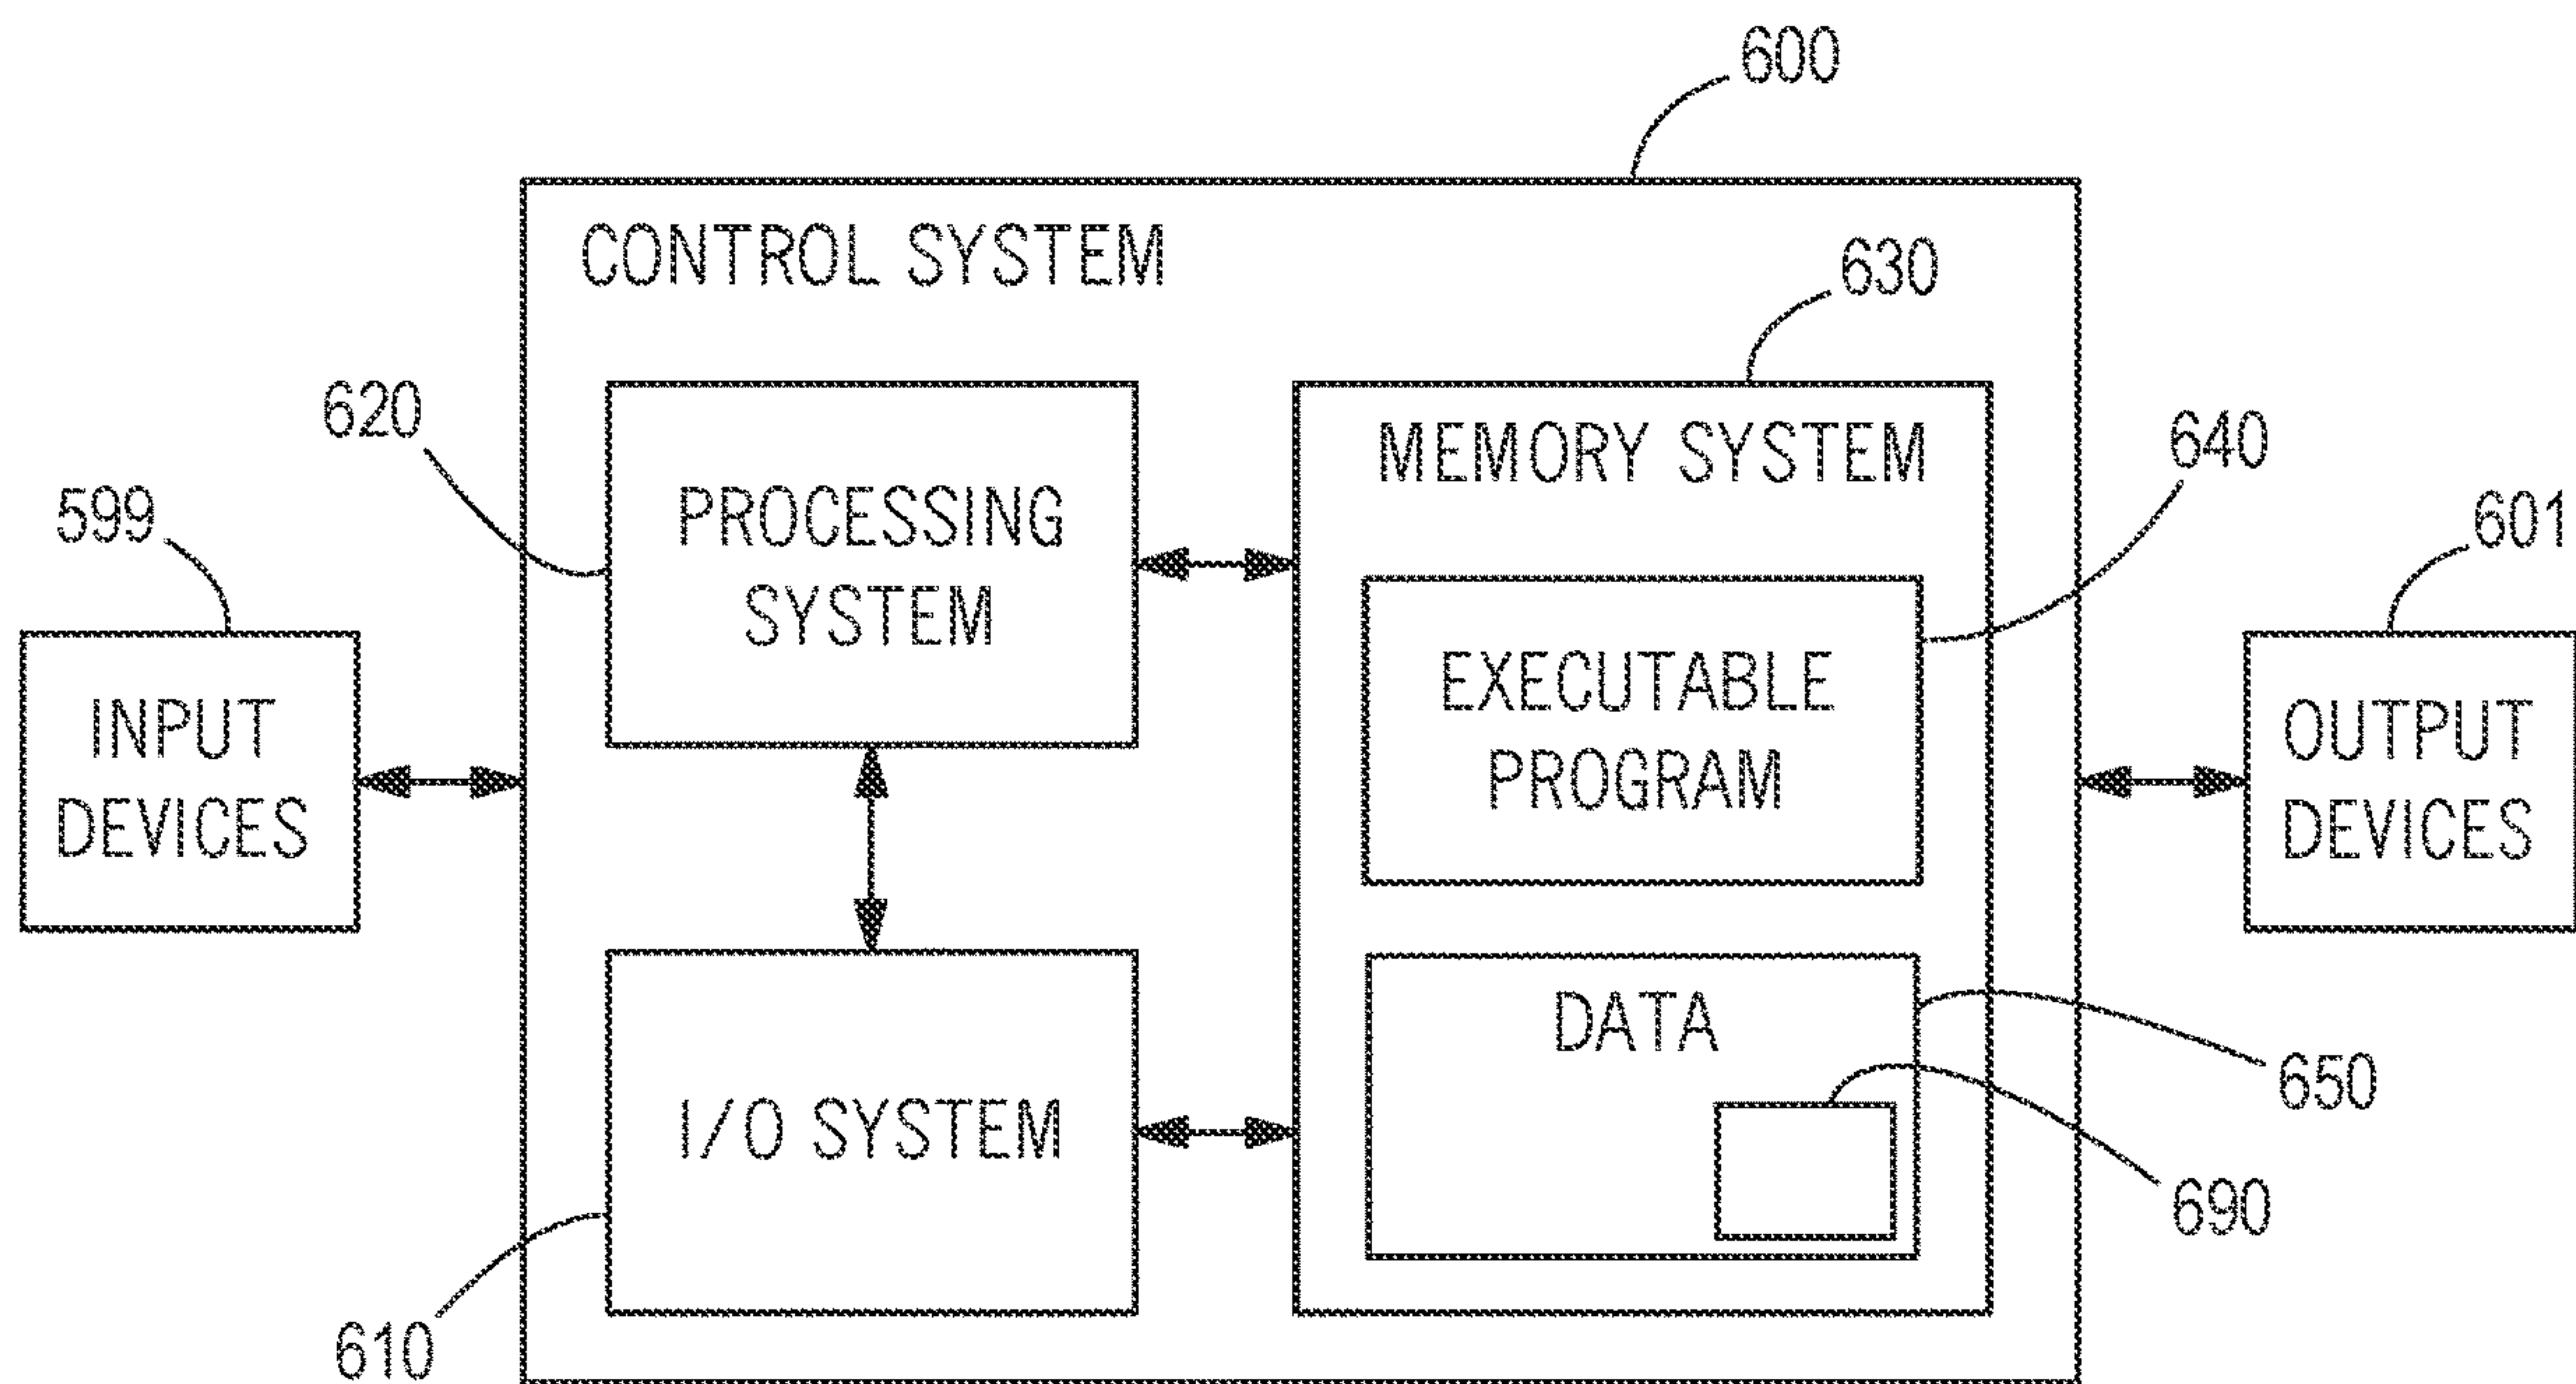 600
CONTROL SYSTEM
630
620
MEMORY SYSTEM
640
PROCESSING
SYSTEM
599
601
EXECUTABLE
PROGRAM
INPUT
DEVICES
OUTPUT
DEVICES
DATA
650
I/O SYSTEM
690
610